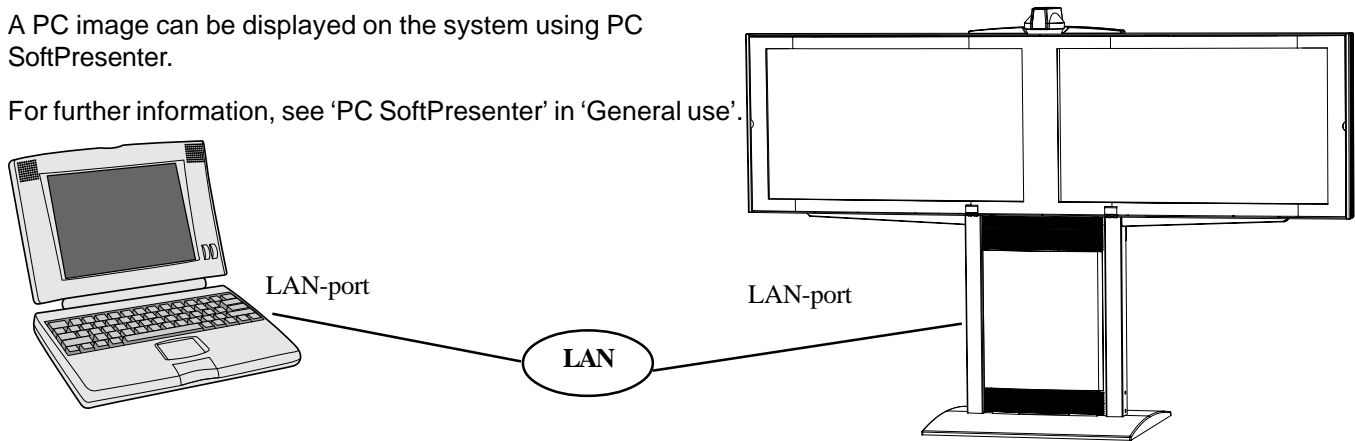 A PC image can be displayed on the system using PC
SoftPresenter.
For further information, see ‘PC SoftPresenter’ in ‘General use’.
LAN-port
LAN-port
LAN